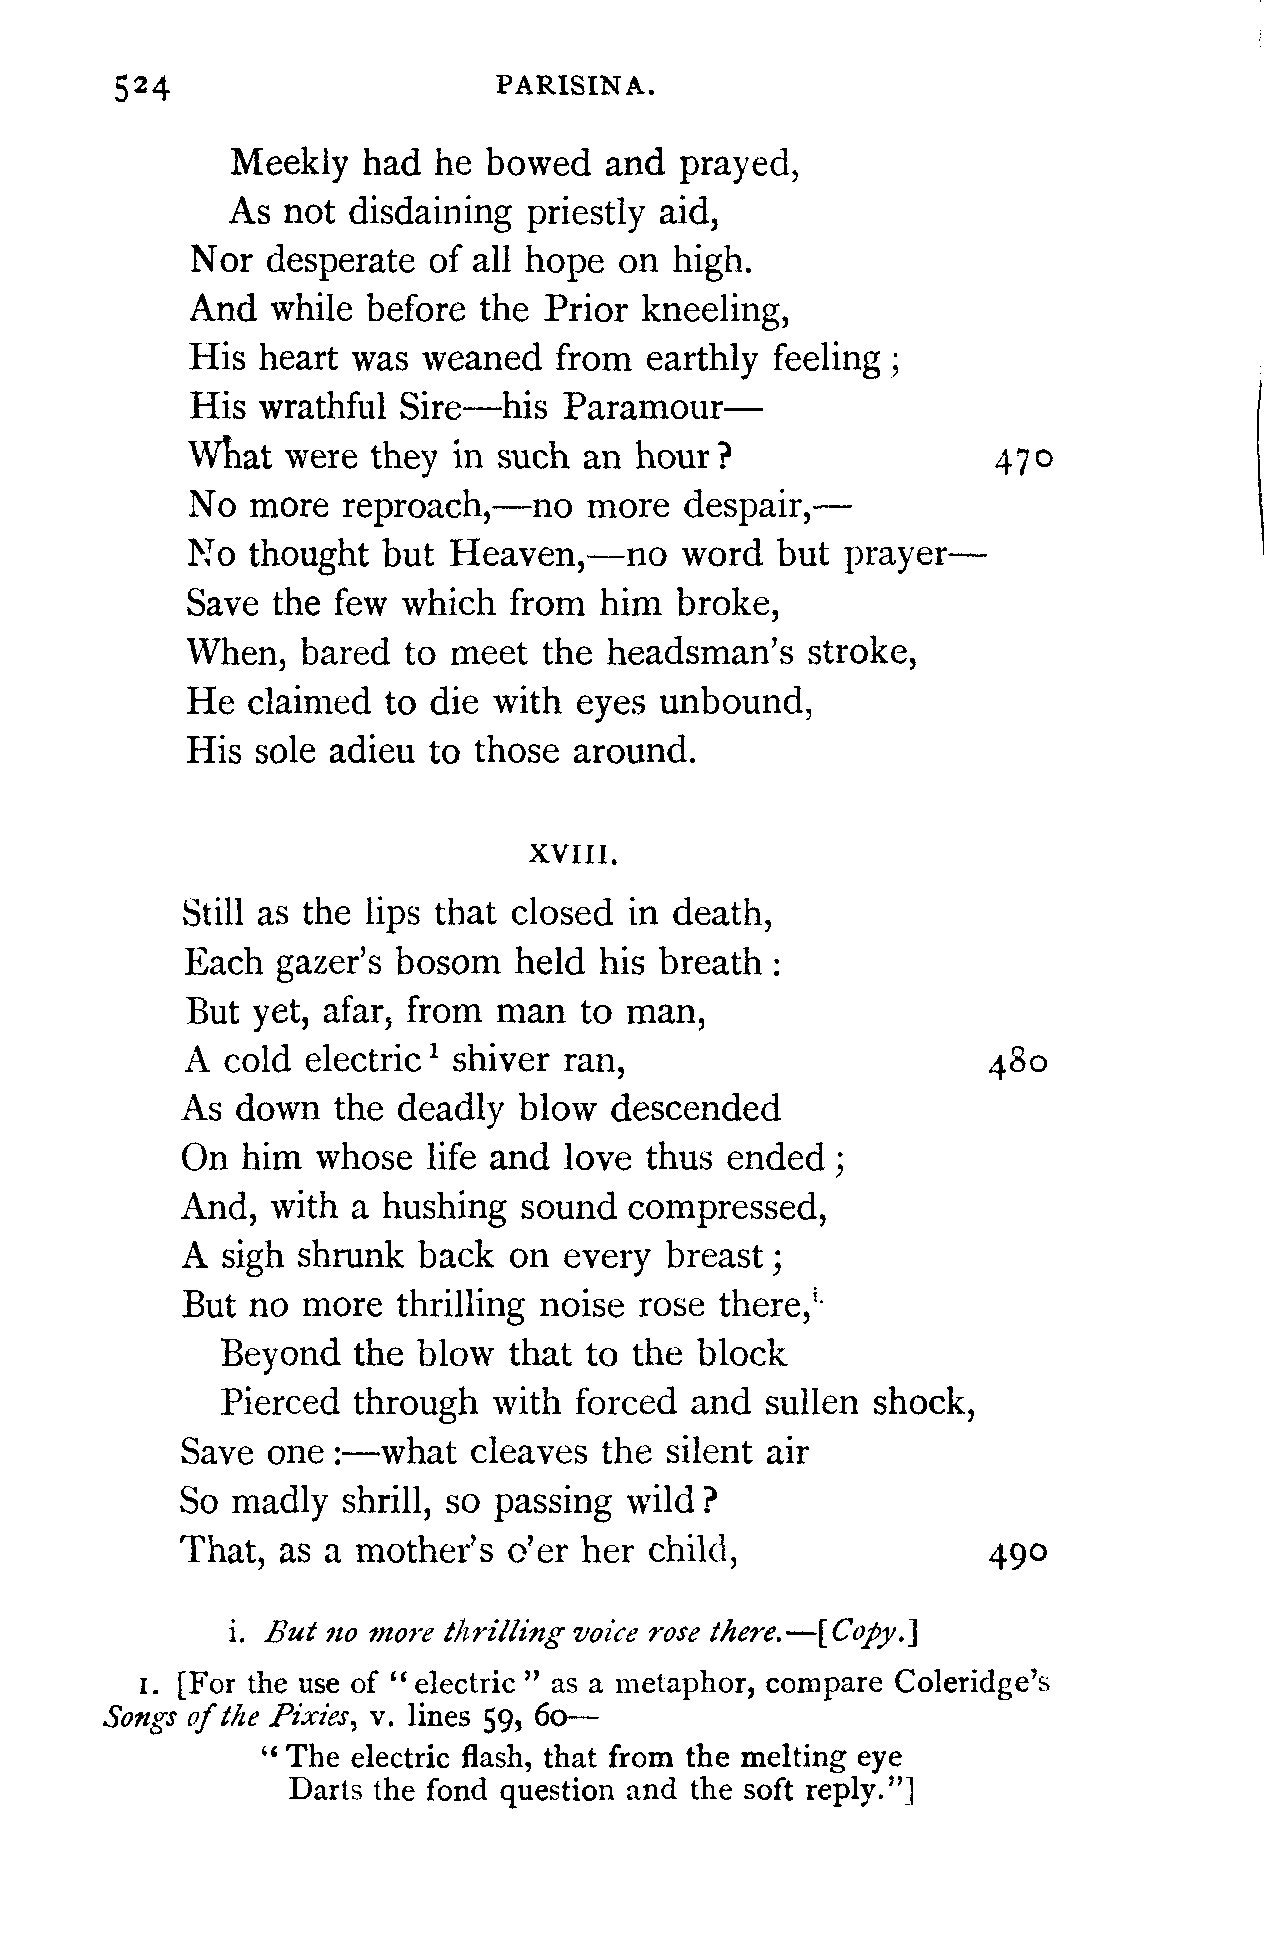 524 PARISINA.
Meekly had he bowed and prayed,
As not disdaining priestly aid,
Nor desperate of all hope on high.
And while before the Prior kneeling,
His heart was weaned from earthly feeling ;
His wrathful Sire—his Paramour—
What were they in such an hour ? 470
No more reproach,—no more despair,—
No thought but Heaven,—no word but prayer—
Save the few which from him broke,
When, bared to meet the headsman's stroke,
He claimed to die with eyes unbound,
His sole adieu to those around.
XVIII.
Still as the lips that closed in death,
Each gazer's bosom held his breath :
But yet, afar, from man to man,
A cold electric ¹ shiver ran, 480
As down the deadly blow descended
On him whose life and love thus ended ;
And, with a hushing sound compressed,
A sigh shrunk back on every breast ;
But no more thrilling noise rose there,i.
Beyond the blow that to the block
Pierced through with forced and sullen shock,
Save one :—what cleaves the silent air
So madly shrill, so passing wild ?
That, as a mother's o'er her child, 490
i. But no more thrilling voice rose there.—[Copy.]
1. [For the use of " electric " as a metaphor, compare Coleridge's
Songs of the Pixies, v. lines 59, 60—
" The electric flash, that from the melting eye
Darts the fond question and the soft reply."]